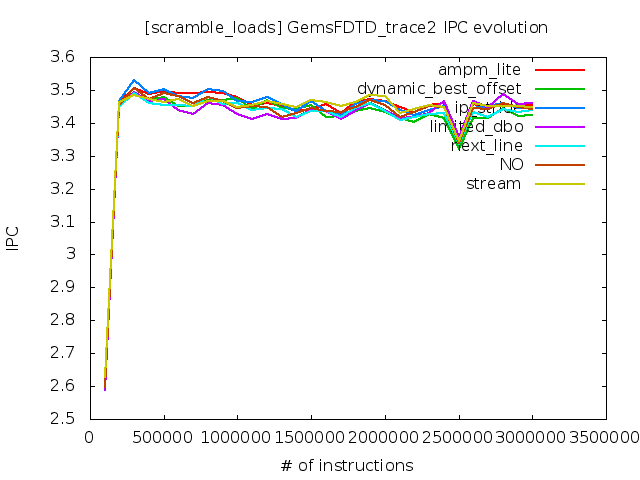 [scramble_loads] GemsFDTD_trace2 IPC evolution
3.6
3.5
3.4
3.3
3.2
3.1
3
2.9
2.8
2.7
2.6
2.5
IPC
ampm_lite
dynamic_best_offset
ip_stride
limited_dbo
next_line
NO
stream
0 500000 1000000 1500000 2000000 2500000 3000000 3500000
# of instructions